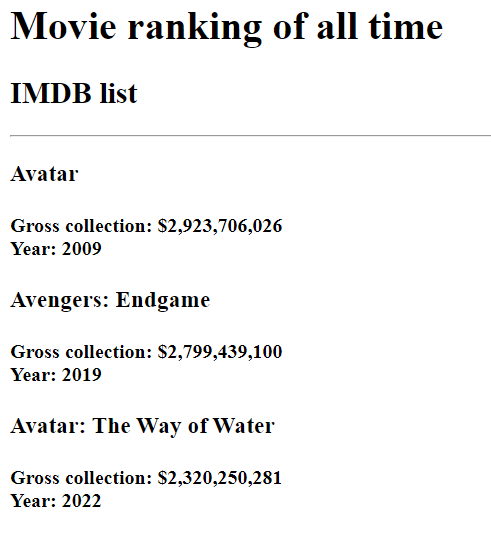 Movie ranking of all time
IMDB list
Avatar
Gross collection: $2,923,706,026
Year: 2009
Avengers: Endgame
Gross collection: $2,799,439,100
Year: 2019
Avatar: The Way of Water
Gross collection: $2,320,250,281
Year: 2022